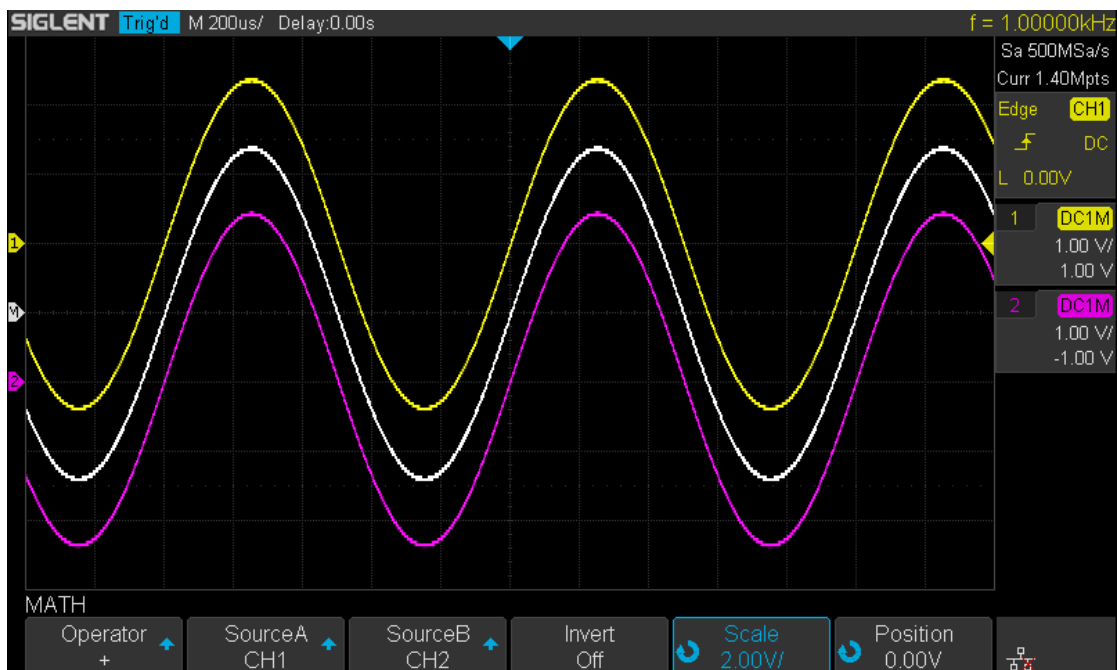 SIGLENT Trig'd M 200us/ Delay:0.00s f = 1.00000kHz
Sa 500MSa/s
Curr 1.40Mpts
Edge CH1
DC
L 0.00V
1 DC1M
1.00 V/
1.00 V
2 DC1M
1.00 V/
-1.00 V
1
M
2
MATH
Operator SourceA SourceB Invert Scale Position
+ CH1 CH2 Off 2.00V/ 0.00V